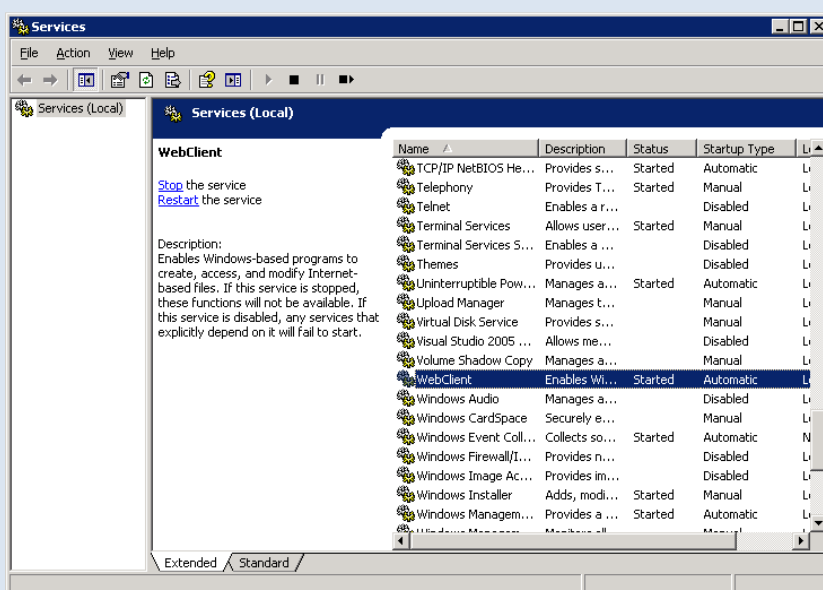 Services
File Action View Help
Services (Local)
Services (Local)
WebClient
Stop the service
Restart the service
Description:
Enables Windows-based programs to
create, access, and modify Internet-
based files. If this service is stopped,
these functions will not be available. If
this service is disabled, any services that
explicitly depend on it will fail to start.
Name Description Status Startup Type
TCP/IP NetBIOS He... Provides s... Started Automatic
Telephony Provides T... Started Manual
Telnet Enables a r... Disabled
Terminal Services Allows user... Started Manual
Terminal Services S... Enables a ... Disabled
Themes Provides u... Disabled
Uninterruptible Pow... Manages a... Started Automatic
Upload Manager Manages t... Manual
Virtual Disk Service Provides s... Manual
Visual Studio 2005 ... Allows me... Disabled
Volume Shadow Copy Manages a... Manual
WebClient Enables Wi... Started Automatic
Windows Audio Manages a... Disabled
Windows CardSpace Securely e... Manual
Windows Event Coll... Collects so... Started Automatic
Windows Firewall/I... Provides n... Disabled
Windows Image Ac... Provides im... Disabled
Windows Installer Adds, modi... Started Manual
Windows Managem... Provides a ... Started Automatic
Extended Standard